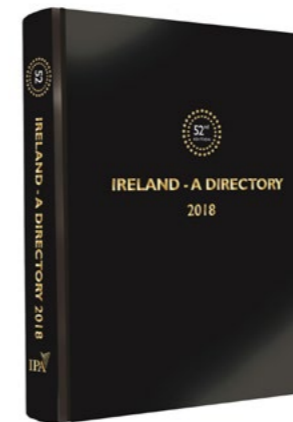 52
IRELAND - A DIRECTORY 2018
IPA
52nd
IRELAND - A DIRECTORY
2018